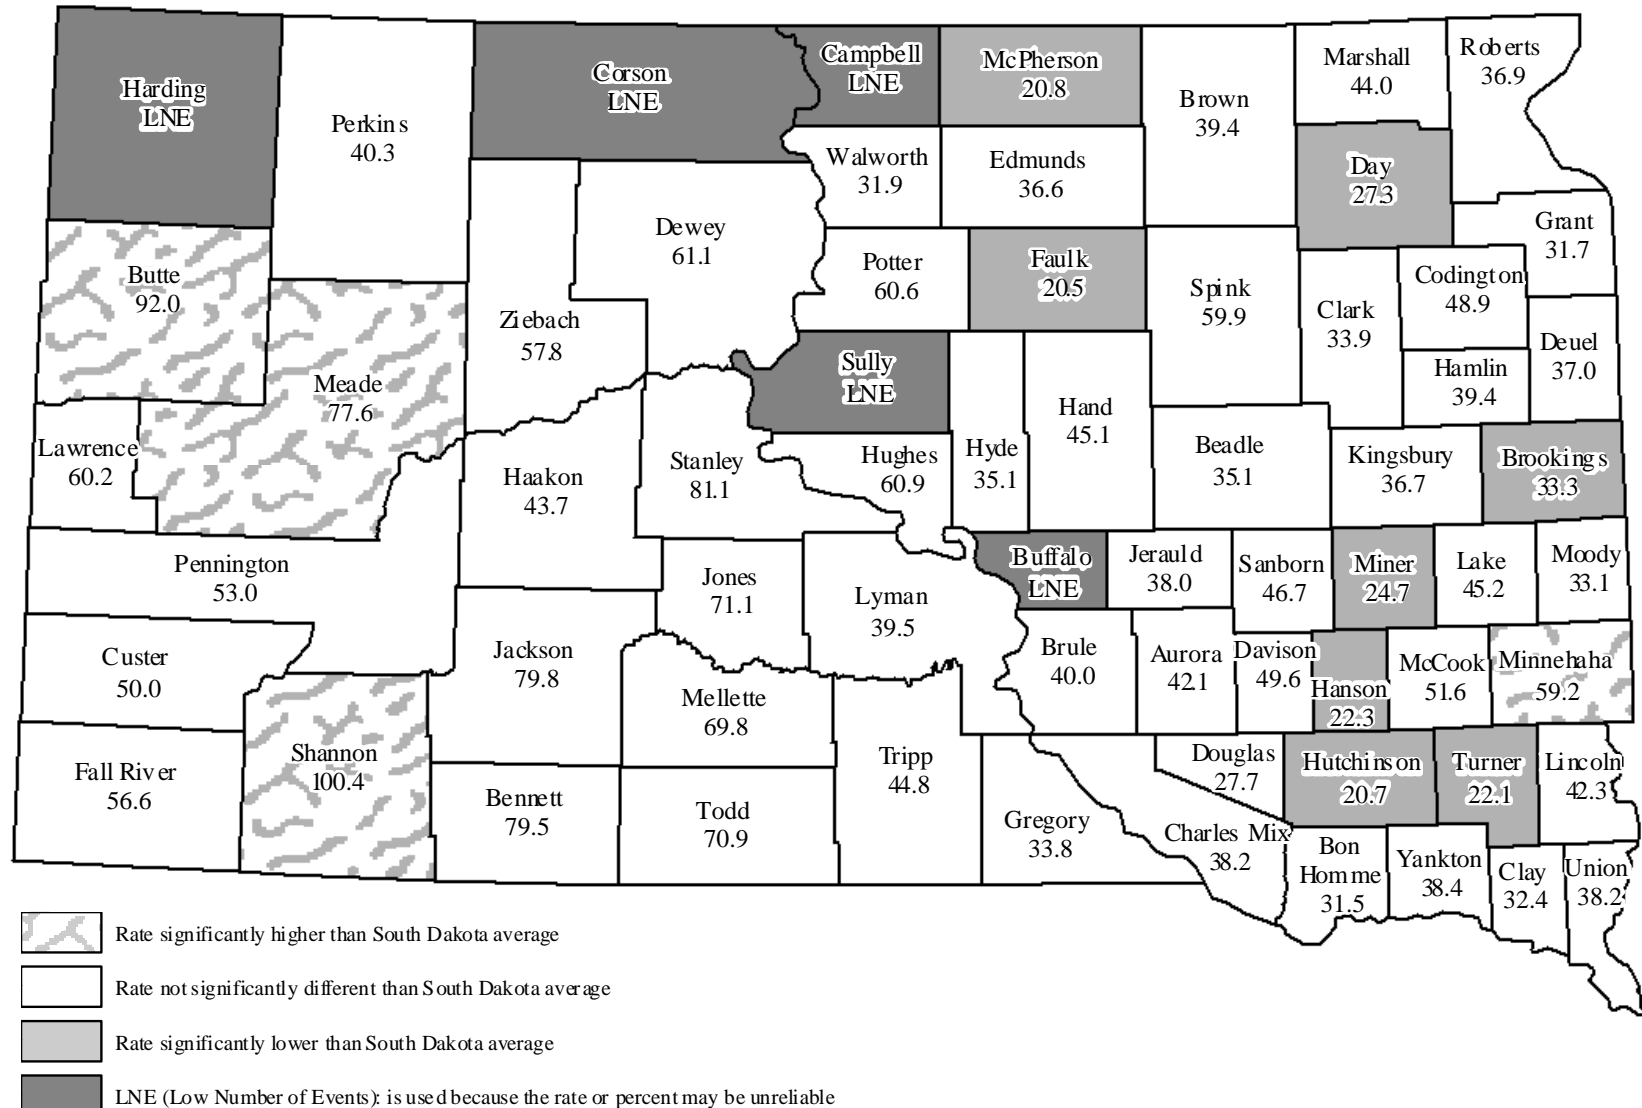 Harding
LNE
Perkins
40.3
Corson
LNE
Campbell
LNE
McPherson
20.8
Brown
39.4
Marshall
44.0
Roberts
36.9
Walworth
31.9
Edmunds
36.6
Day
27.3
Grant
31.7
Butte
92.0
Dewey
61.1
Potter
60.6
Faulk
20.5
Spink
59.9
Clark
33.9
Codington
48.9
Ziebach
57.8
Deuel
37.0
Meade
77.6
Sully
LNE
Hamlin
39.4
Lawrence
60.2
Haakon
43.7
Stanley
81.1
Hughes
60.9
Hyde
35.1
Hand
45.1
Beadle
35.1
Kingsbury
36.7
Brookings
33.3
Pennington
53.0
Jones
71.1
Lyman
39.5
Buffalo
LNE
Jerauld
38.0
Sanborn
46.7
Miner
24.7
Lake
45.2
Moody
33.1
Custer
50.0
Jackson
79.8
Mellette
69.8
Brule
40.0
Aurora
42.1
Davison
49.6
Hanson
22.3
McCook
51.6
Minnehaha
59.2
Fall River
56.6
Shannon
100.4
Bennett
79.5
Todd
70.9
Tripp
44.8
Gregory
33.8
Douglas
27.7
Charles Mix
38.2
Hutchinson
20.7
Turner
22.1
Lincoln
42.3
Bon
Homme
31.5
Yankton
38.4
Clay
32.4
Union
38.2
Rate significantly higher than South Dakota average
Rate not significantly different than South Dakota average
Rate significantly lower than South Dakota average
LNE (Low Number of Events): is used because the rate or percent may be unreliable